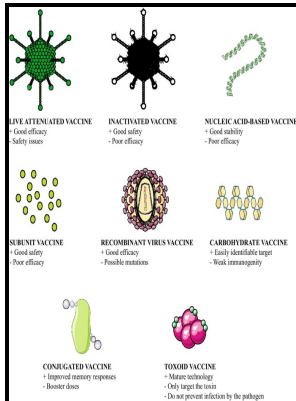 LIVE ATTENUATED VACCINE
+ Good efficacy
- Safety issues
INACTIVATED VACCINE
+ Good safety
- Poor efficacy
NUCLEIC ACID-BASED VACCINE
+ Good stability
- Poor efficacy
SUBUNIT VACCINE
+ Good safety
- Poor efficacy
RECOMBINANT VIRUS VACCINE
+ Good efficacy
- Possible mutations
CARBOHYDRATE VACCINE
+ Easily identifiable target
- Weak immunogenity
CONJUGATED VACCINE
+ Improved memory responses
- Booster doses
TOXOID VACCINE
+ Mature technology
- Only target the toxin
- Do not prevent infection by the pathogen